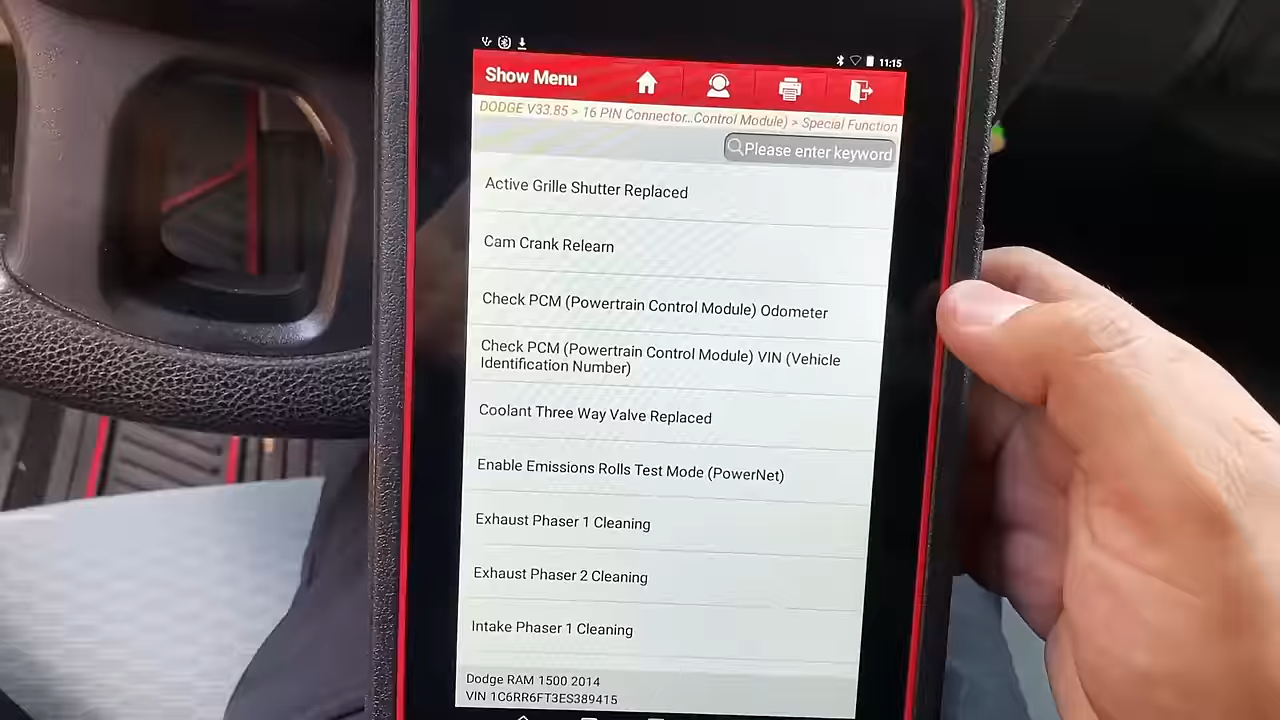 11:15
Show Menu
DODGE V33.85 > 16 PIN Connector...Control Module) > Special Function
Please enter keyword
Active Grille Shutter Replaced
Cam Crank Relearn
Check PCM (Powertrain Control Module) Odometer
Check PCM (Powertrain Control Module) VIN (Vehicle
Identification Number)
Coolant Three Way Valve Replaced
Enable Emissions Rolls Test Mode (PowerNet)
Exhaust Phaser 1 Cleaning
Exhaust Phaser 2 Cleaning
Intake Phaser 1 Cleaning
Dodge RAM 1500 2014
VIN 1C6RR6FT3ES389415